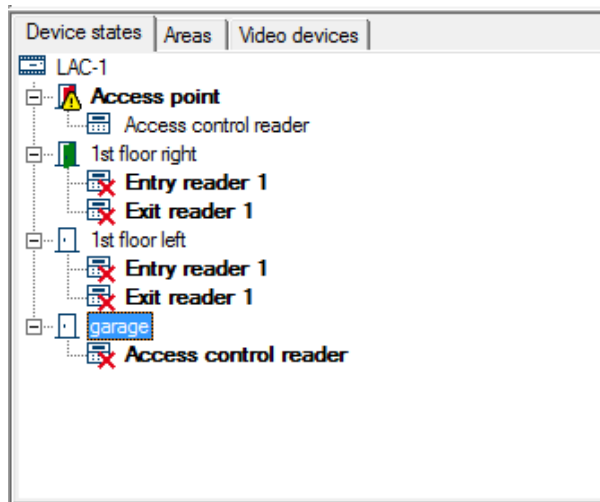 Device states Areas Video devices
LAC-1
Access point
Access control reader
1st floor right
Entry reader 1
Exit reader 1
1st floor left
Entry reader 1
Exit reader 1
garage
Access control reader